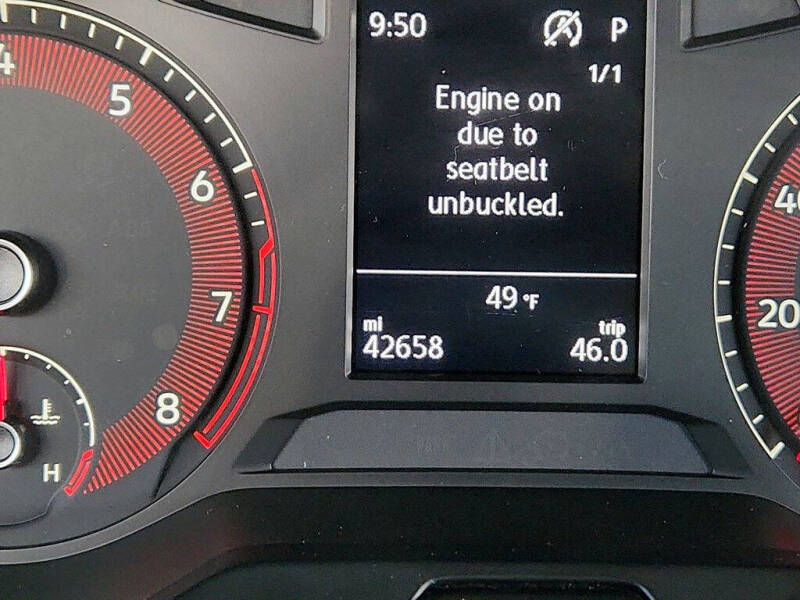 9:50 P
1/1
Engine on
due to
seatbelt
unbuckled.
49 °F
mi trip
42658 46.0
4
5
6
7
8
H
40
20